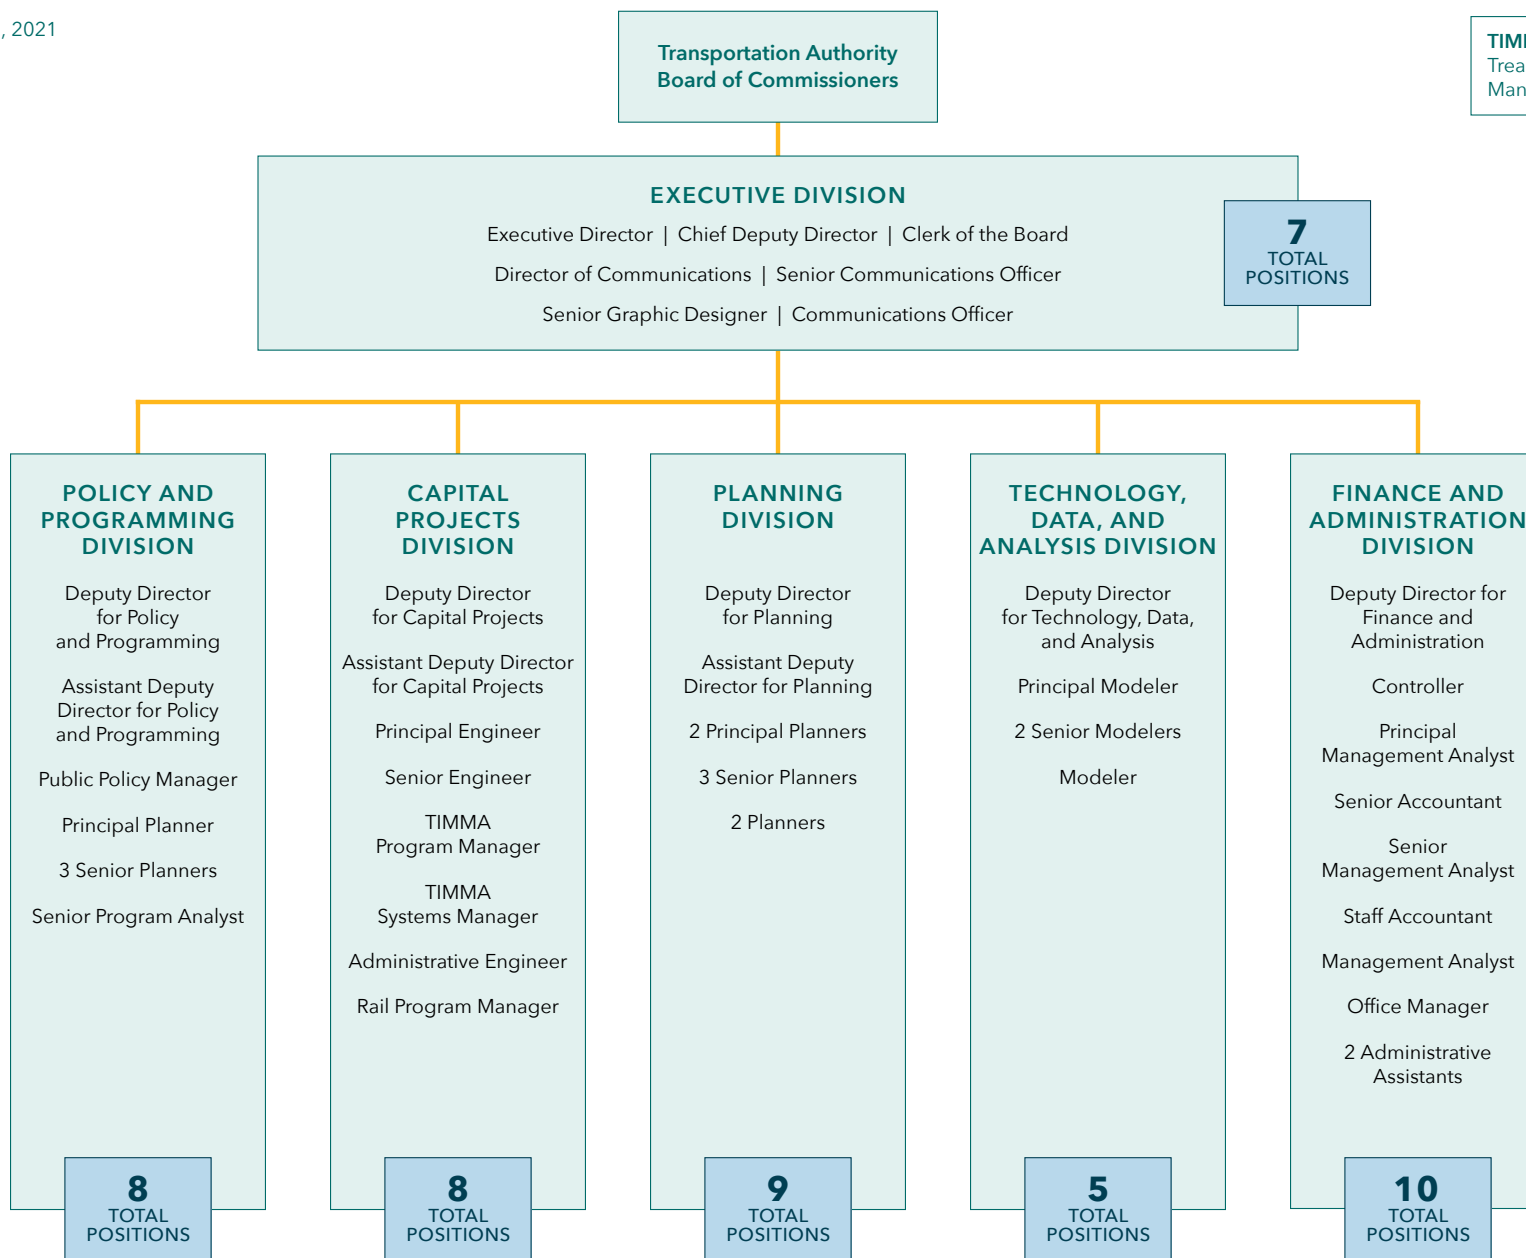 , 2021
Transportation Authority
Board of Commissioners
Trea
Man
EXECUTIVE DIVISION
Executive Director | Chief Deputy Director | Clerk of the Board
Director of Communications | Senior Communications Officer
Senior Graphic Designer | Communications Officer
7
TOTAL
POSITIONS
POLICY AND
PROGRAMMING
DIVISION
Deputy Director
for Policy
and Programming
Assistant Deputy
Director for Policy
and Programming
Public Policy Manager
Principal Planner
3 Senior Planners
Senior Program Analyst
8
TOTAL
POSITIONS
CAPITAL
PROJECTS
DIVISION
Deputy Director
for Capital Projects
Assistant Deputy Director
for Capital Projects
Principal Engineer
Senior Engineer
TIMMA
Program Manager
TIMMA
Systems Manager
Administrative Engineer
Rail Program Manager
8
TOTAL
POSITIONS
PLANNING
DIVISION
Deputy Director
for Planning
Assistant Deputy
Director for Planning
2 Principal Planners
3 Senior Planners
2 Planners
9
TOTAL
POSITIONS
TECHNOLOGY,
DATA, AND
ANALYSIS DIVISION
Deputy Director
for Technology, Data,
and Analysis
Principal Modeler
2 Senior Modelers
Modeler
5
TOTAL
POSITIONS
FINANCE AND
ADMINISTRATION
DIVISION
Deputy Director for
Finance and
Administration
Controller
Principal
Management Analyst
Senior Accountant
Senior
Management Analyst
Staff Accountant
Management Analyst
Office Manager
2 Administrative
Assistants
10
TOTAL
POSITIONS